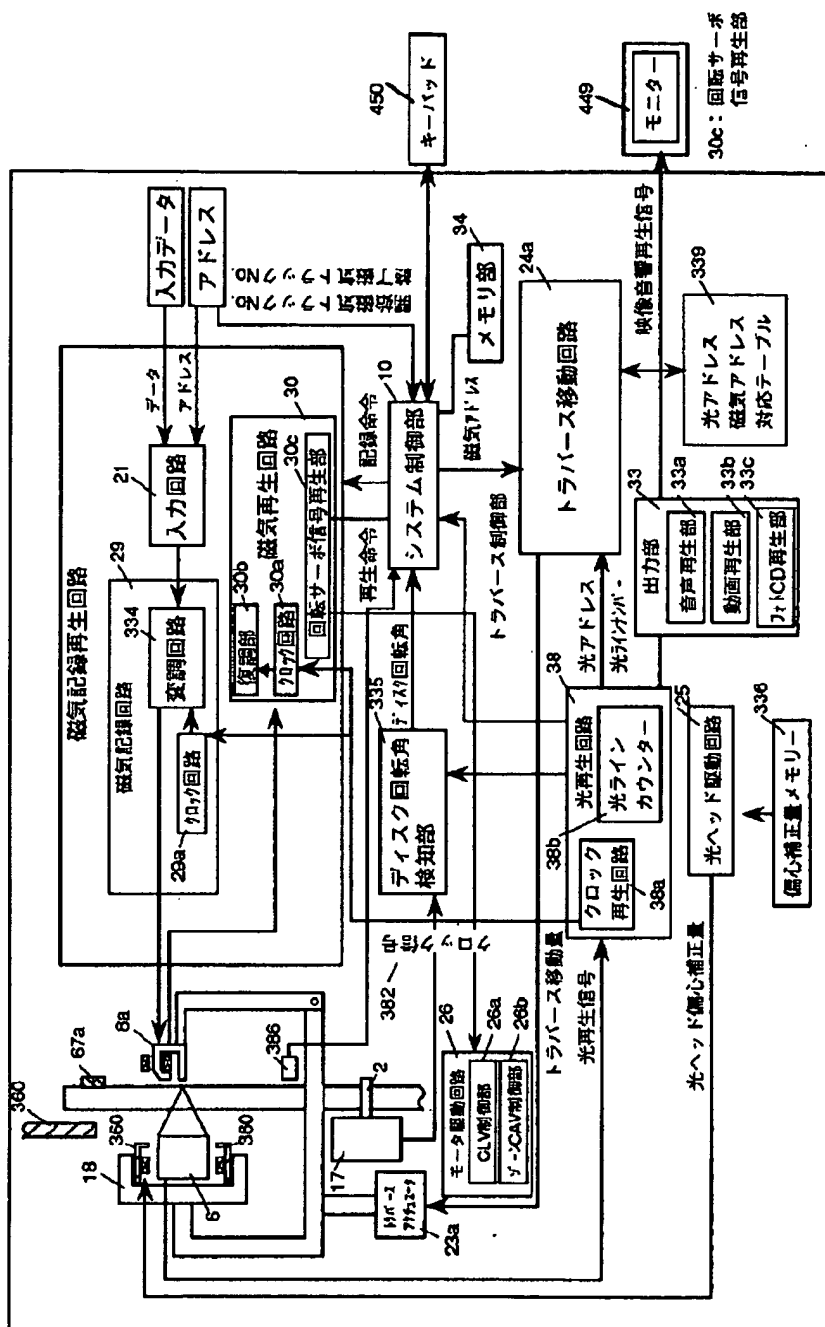 磁気記録再生回路
磁気記録回路
29
334
変調回路
クロック回路
29a
21
入力回路
データ
アドレス
入力データ
アドレス
磁気再生回路
30
30b
復調部
30a
クロック回路
30c
回転サーボ信号再生部
記録命令
再生命令
10
システム制御部
磁気アドレス
34
メモリ部
450
キーパッド
449
モニター
30c:回転サーボ
信号再生部
映像音響再生信号
24a
トラバース移動回路
トラバース制御部
339
光アドレス
磁気アドレス
対応テーブル
33
出力部
33a
音声再生部
33b
動画再生部
33c
フォトCD再生部
光アドレス
光ラインナンバー
335
ディスク回転角
検知部
ディスク回転角
38
光再生回路
光ライン
カウンター
38b
クロック
再生回路
38a
25
光ヘッド駆動回路
336
偏心補正量メモリー
382
クロック信号
トラバース移動量
光再生信号
光ヘッド偏心補正量
26
モータ駆動回路
26a
CLV制御部
26b
ゾーンCAV制御部
トラバース
アクチュエータ
23a
360
67a
8a
386
2
17
18
360
380
6